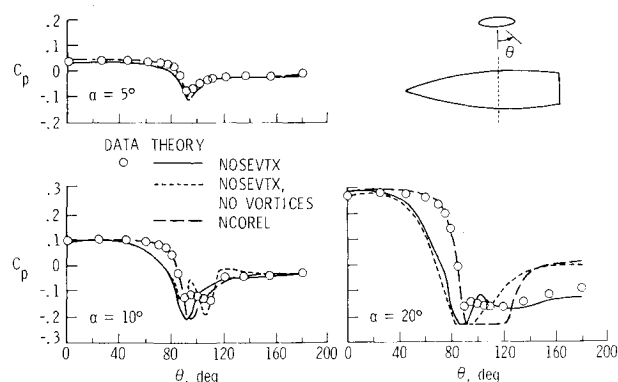 .2
.1
0
-.1
.2
C_p
α = 5°
θ
DATA THEORY
NOSEVTX
NOSEVTX,
NO VORTICES
NCOREL
.3
.2
.1
0
-.1
-.2
-.3
C_p
α = 10°
0 40 80 120 160 200
θ, deg
α = 20°
0 40 80 120 160 200
θ, deg